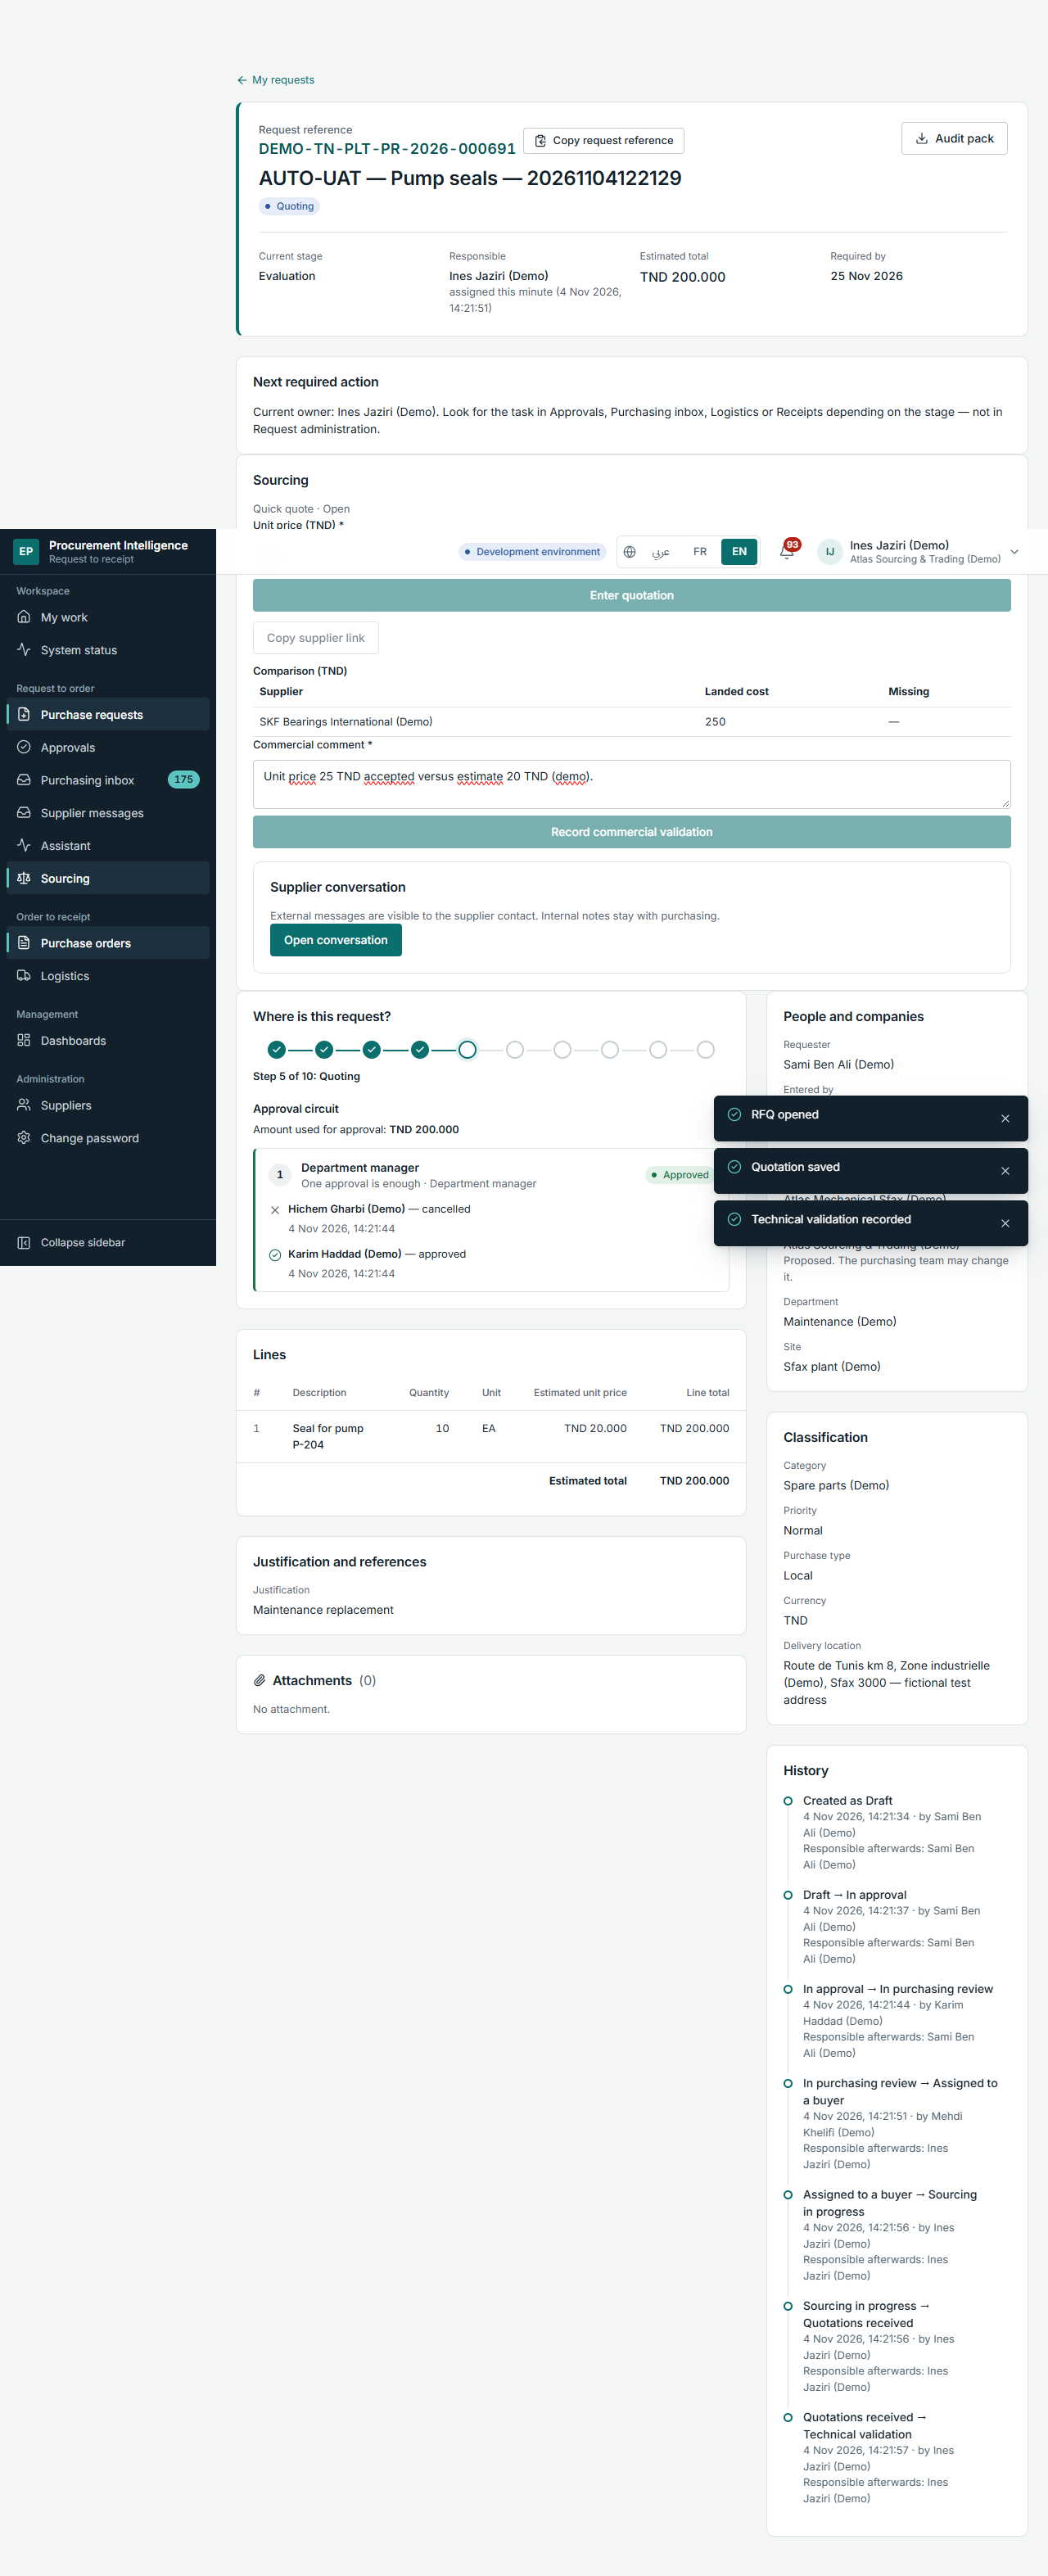 My requests
Request reference
DEMO-TN-PLT-PR-2026-000691
Copy request reference
Audit pack
AUTO-UAT — Pump seals — 20261104122129
Quoting
Current stage
Evaluation
Responsible
Ines Jaziri (Demo)
assigned this minute (4 Nov 2026,
14:21:51)
Estimated total
TND 200.000
Required by
25 Nov 2026
Next required action
Current owner: Ines Jaziri (Demo). Look for the task in Approvals, Purchasing inbox, Logistics or Receipts depending on the stage — not in
Request administration.
Sourcing
Quick quote · Open
Unit price (TND) *
EP
Procurement Intelligence
Request to receipt
Development environment
عربي
FR
EN
93
IJ
Ines Jaziri (Demo)
Atlas Sourcing & Trading (Demo)
Workspace
My work
System status
Request to order
Purchase requests
Approvals
Purchasing inbox
175
Supplier messages
Assistant
Sourcing
Order to receipt
Purchase orders
Logistics
Management
Dashboards
Administration
Suppliers
Change password
Collapse sidebar
Enter quotation
Copy supplier link
Comparison (TND)
Supplier
Landed cost
Missing
SKF Bearings International (Demo)
250
—
Commercial comment *
Unit price 25 TND accepted versus estimate 20 TND (demo).
Record commercial validation
Supplier conversation
External messages are visible to the supplier contact. Internal notes stay with purchasing.
Open conversation
Where is this request?
Step 5 of 10: Quoting
Approval circuit
Amount used for approval: TND 200.000
1
Department manager
One approval is enough · Department manager
Approved
Hichem Gharbi (Demo) — cancelled
4 Nov 2026, 14:21:44
Karim Haddad (Demo) — approved
4 Nov 2026, 14:21:44
Lines
#
Description
Quantity
Unit
Estimated unit price
Line total
1
Seal for pump
P-204
10
EA
TND 20.000
TND 200.000
Estimated total
TND 200.000
Justification and references
Justification
Maintenance replacement
Attachments (0)
No attachment.
People and companies
Requester
Sami Ben Ali (Demo)
Entered by
RFQ opened
Quotation saved
Atlas Mechanical Sfax (Demo)
Technical validation recorded
Atlas Sourcing & Trading (Demo)
Proposed. The purchasing team may change
it.
Department
Maintenance (Demo)
Site
Sfax plant (Demo)
Classification
Category
Spare parts (Demo)
Priority
Normal
Purchase type
Local
Currency
TND
Delivery location
Route de Tunis km 8, Zone industrielle
(Demo), Sfax 3000 — fictional test
address
History
Created as Draft
4 Nov 2026, 14:21:34 · by Sami Ben
Ali (Demo)
Responsible afterwards: Sami Ben
Ali (Demo)
Draft → In approval
4 Nov 2026, 14:21:37 · by Sami Ben
Ali (Demo)
Responsible afterwards: Sami Ben
Ali (Demo)
In approval → In purchasing review
4 Nov 2026, 14:21:44 · by Karim
Haddad (Demo)
Responsible afterwards: Sami Ben
Ali (Demo)
In purchasing review → Assigned to
a buyer
4 Nov 2026, 14:21:51 · by Mehdi
Khelifi (Demo)
Responsible afterwards: Ines
Jaziri (Demo)
Assigned to a buyer → Sourcing
in progress
4 Nov 2026, 14:21:56 · by Ines
Jaziri (Demo)
Responsible afterwards: Ines
Jaziri (Demo)
Sourcing in progress →
Quotations received
4 Nov 2026, 14:21:56 · by Ines
Jaziri (Demo)
Responsible afterwards: Ines
Jaziri (Demo)
Quotations received →
Technical validation
4 Nov 2026, 14:21:57 · by Ines
Jaziri (Demo)
Responsible afterwards: Ines
Jaziri (Demo)